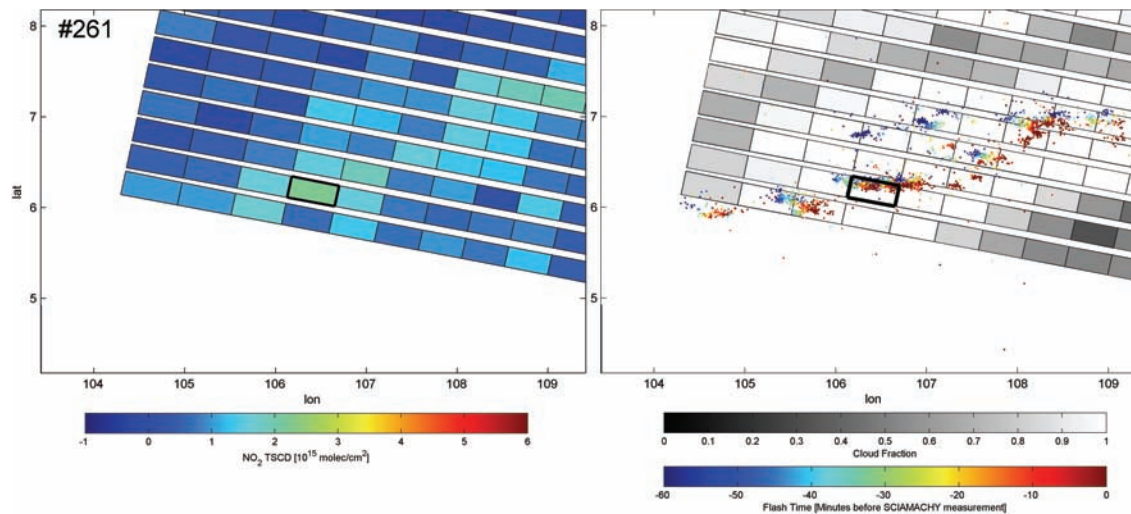 #261
8
7
6
5
lat
104 105 106 107 108 109
lon
-1 0 1 2 3 4 5 6
NO2 TSCD [10^15 molec/cm^2]
8
7
6
5
104 105 106 107 108 109
lon
0 0.1 0.2 0.3 0.4 0.5 0.6 0.7 0.8 0.9 1
Cloud Fraction
-60 -50 -40 -30 -20 -10 0
Flash Time [Minutes before SCIAMACHY measurement]